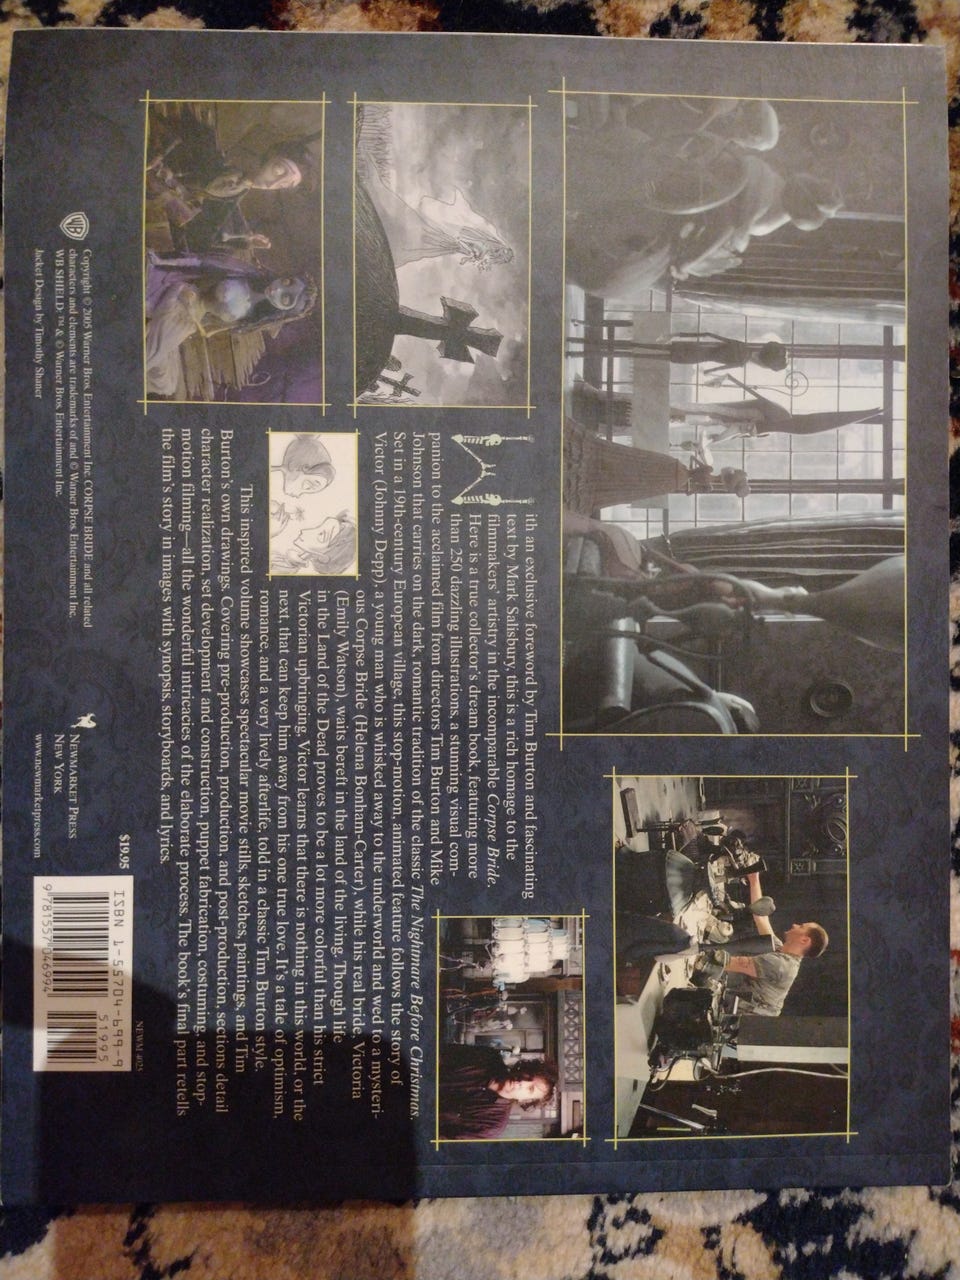 With an exclusive foreword by Tim Burton and fascinating
text by Mark Salisbury, this is a rich homage to the
filmmakers' artistry in the incomparable Corpse Bride.
Here is a true collector's dream book, featuring more
than 250 dazzling illustrations, a stunning visual com-
panion to the acclaimed film from directors Tim Burton and Mike
Johnson that carries on the dark, romantic tradition of the classic The Nightmare Before Christmas.
Set in a 19th-century European village, this stop-motion, animated feature follows the story of
Victor (Johnny Depp), a young man who is whisked away to the underworld and wed to a mysteri-
ous Corpse Bride (Helena Bonham-Carter), while his real bride, Victoria
(Emily Watson), waits bereft in the land of the living. Though life
in the Land of the Dead proves to be a lot more colorful than his strict
Victorian upbringing, Victor learns that there is nothing in this world, or the
next, that can keep him away from his one true love. It's a tale of optimism,
romance, and a very lively afterlife, told in a classic Tim Burton style.
This inspired volume showcases spectacular movie stills, sketches, paintings, and Tim
Burton's own drawings. Covering pre-production, production, and post-production, sections detail
character realization, set development and construction, puppet fabrication, costuming, and stop-
motion filming—all the wonderful intricacies of the elaborate process. The book's final part retells
the film's story in images with synopsis, storyboards, and lyrics.
WB
Copyright © 2005 Warner Bros. Entertainment Inc. CORPSE BRIDE and all related
characters and elements are trademarks of and © Warner Bros. Entertainment Inc.
WB SHIELD: ™ & © Warner Bros. Entertainment Inc.
Jacket Design by Timothy Shaner
NEWMARKET PRESS
NEW YORK
www.newmarketpress.com
$19.95
NEWM 4025
ISBN 1-55704-699-9
51995
9781557046994